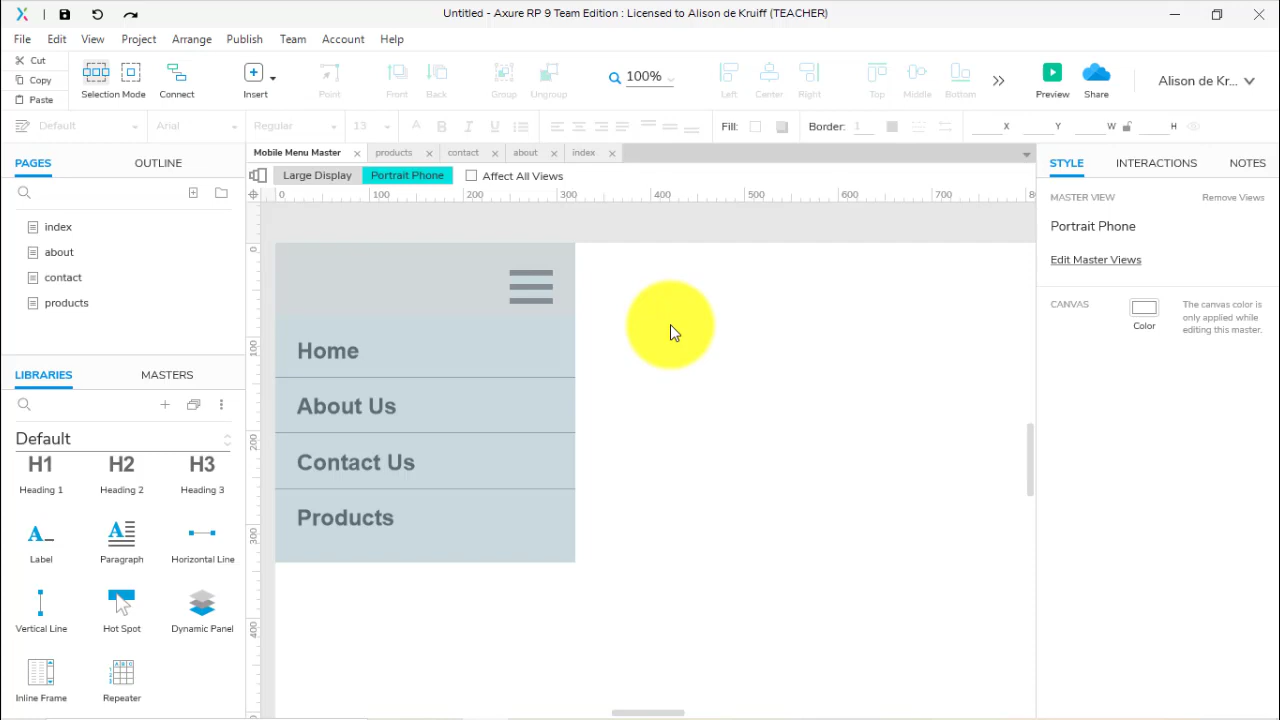 Untitled - Axure RP 9 Team Edition : Licensed to Alison de Kruiff (TEACHER)
File Edit View Project Arrange Publish Team Account Help
Cut
Copy
Paste
Selection Mode Connect Insert Point Front Back Group Ungroup 100% Left Center Right Top Middle Bottom Preview Share Alison de Kr...
Default Arial Regular 13 Fill: Border: 1 X Y W H
PAGES OUTLINE
Mobile Menu Master products contact about index
Large Display Portrait Phone Affect All Views
STYLE INTERACTIONS NOTES
0 100 200 300 400 500 600 700 8
MASTER VIEW Remove Views
Portrait Phone
Edit Master Views
CANVAS
Color
The canvas color is
only applied while
editing this master.
index
about
contact
products
0
100
200
300
400
Home
About Us
Contact Us
Products
LIBRARIES MASTERS
Default
H1 H2 H3
Heading 1 Heading 2 Heading 3
A A
Label Paragraph Horizontal Line
Vertical Line Hot Spot Dynamic Panel
Inline Frame Repeater